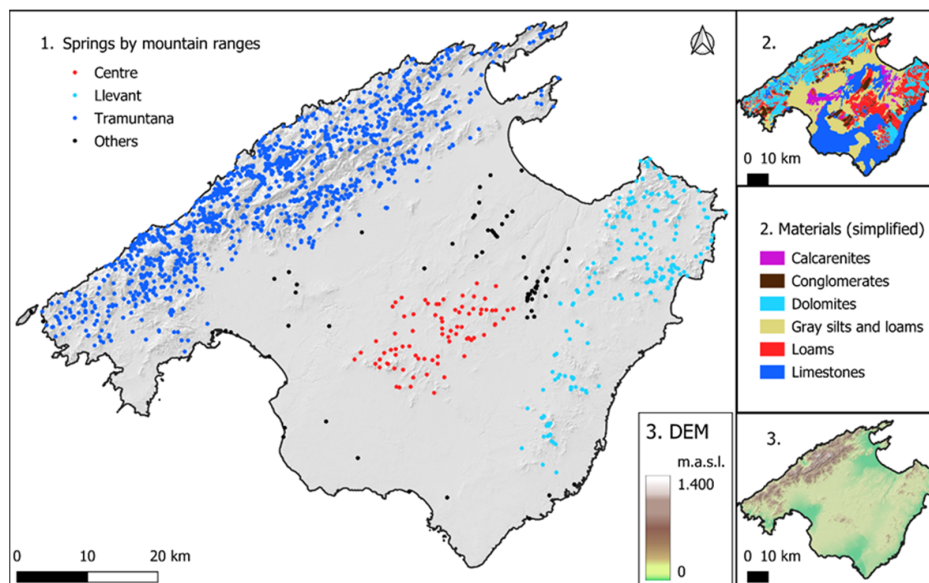 1. Springs by mountain ranges
Centre
Llevant
Tramuntana
Others
0 10 20 km
3. DEM
m.a.s.l.
1.400
0
2.
0 10 km
2. Materials (simplified)
Calcarenites
Conglomerates
Dolomites
Gray silts and loams
Loams
Limestones
3.
0 10 km